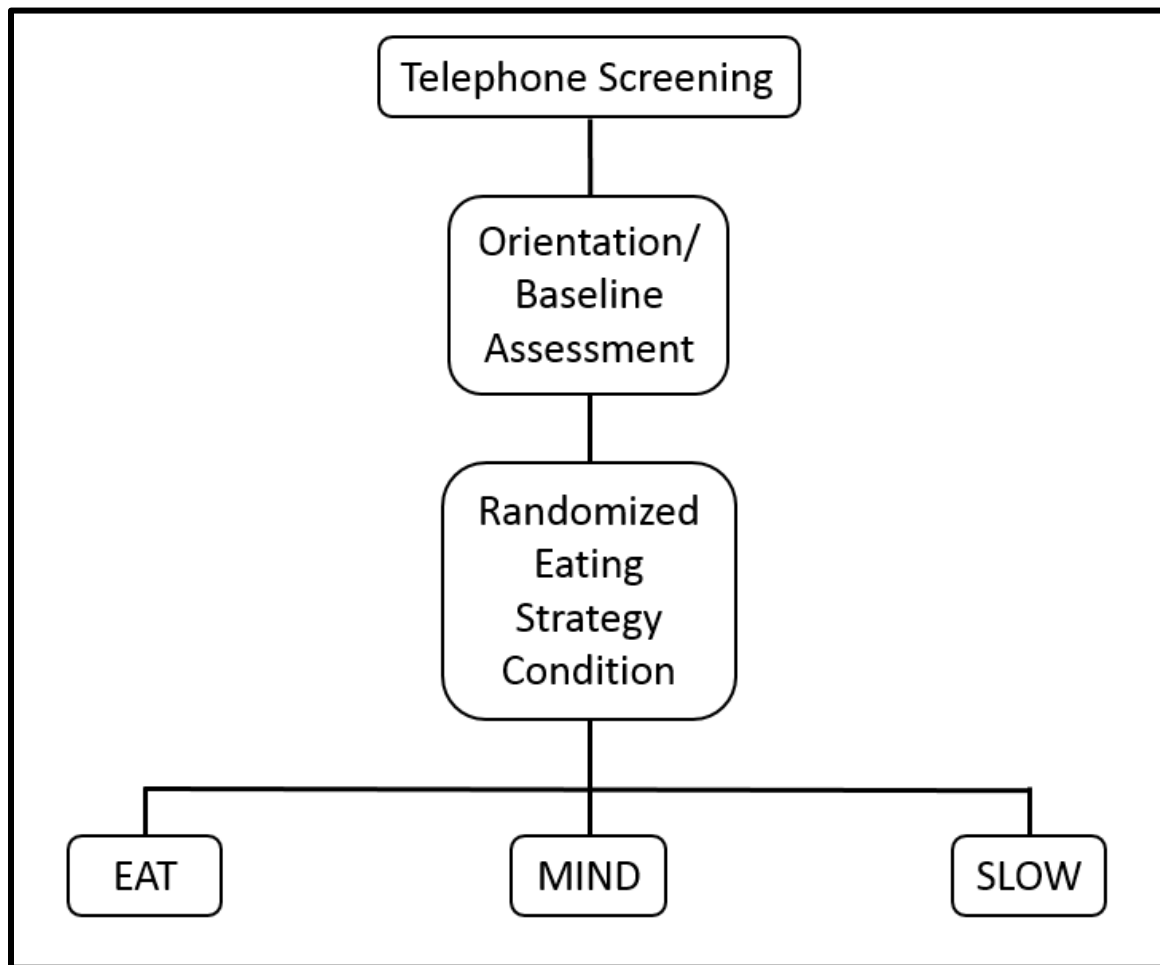 Telephone Screening
Orientation/
Baseline
Assessment
Randomized
Eating
Strategy
Condition
EAT
MIND
SLOW